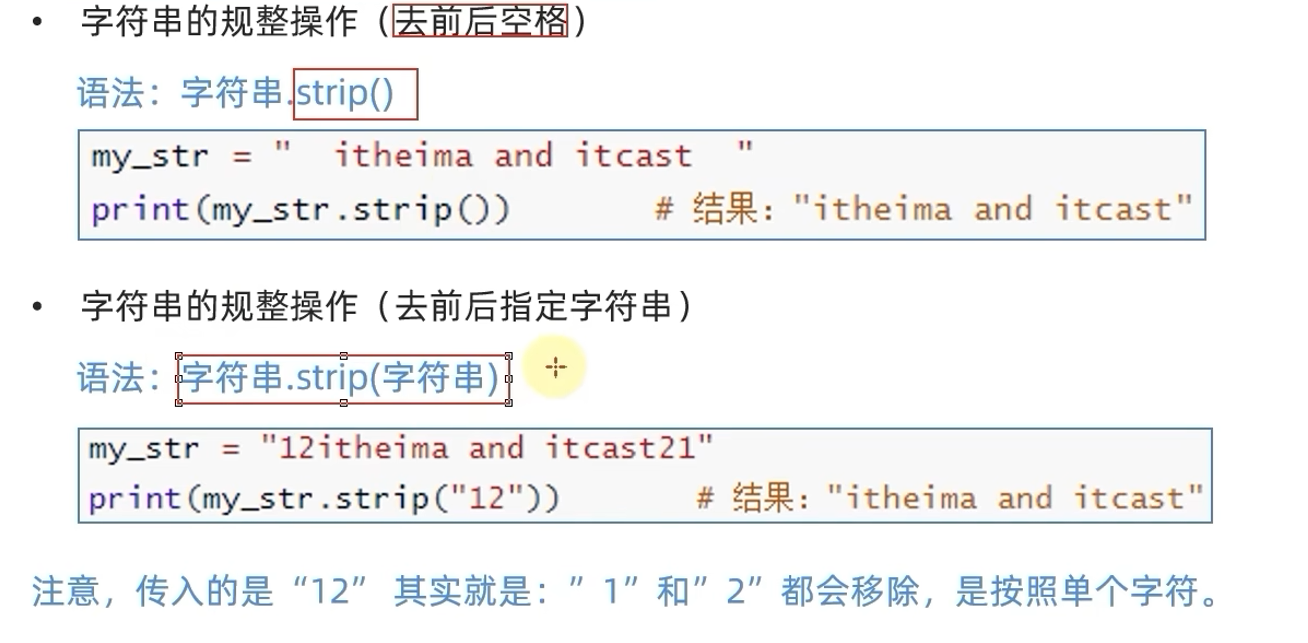 • 字符串的规整操作（去前后空格）
语法：字符串.strip()
my_str = "  itheima and itcast  "
print(my_str.strip())       # 结果："itheima and itcast"
• 字符串的规整操作（去前后指定字符串）
语法：字符串.strip(字符串)
my_str = "12itheima and itcast21"
print(my_str.strip("12"))       # 结果："itheima and itcast"
注意，传入的是“12” 其实就是：”1”和”2”都会移除，是按照单个字符。